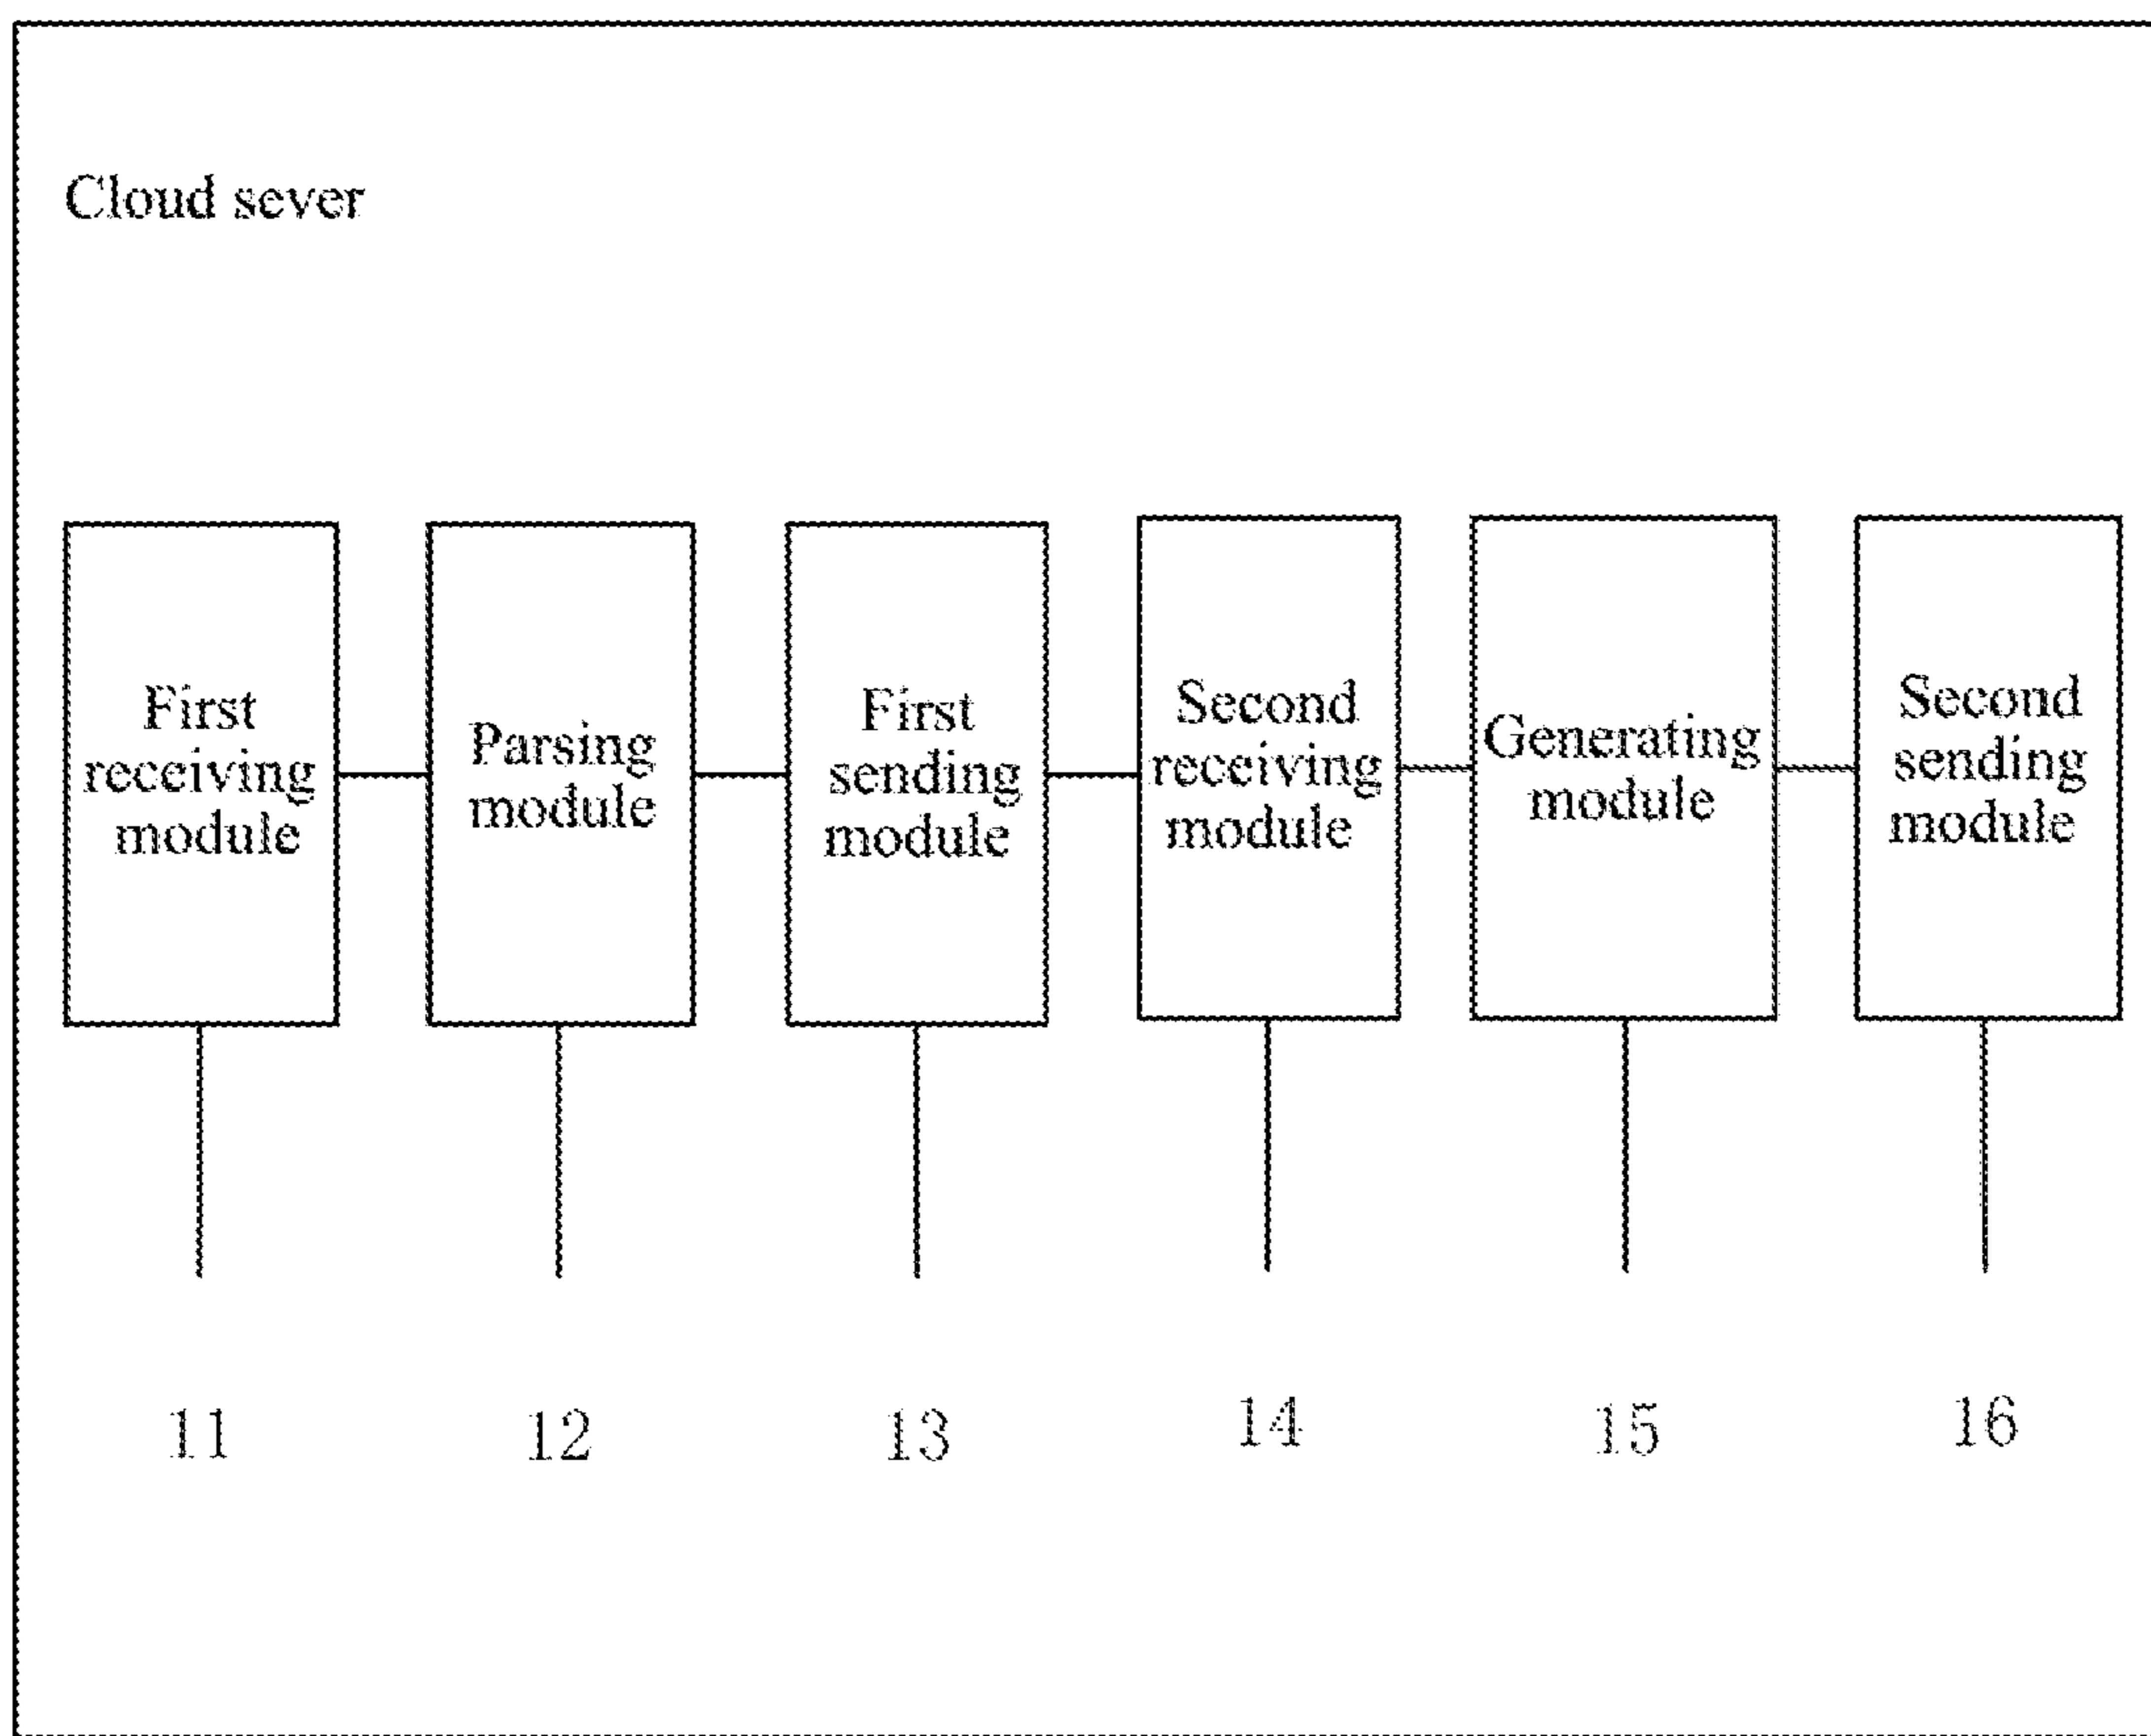 Cloud sever
First
receiving
module
Parsing
module
First
sending
module
Second
receiving
module
Generating
module
Second
sending
module
11
12
13
14
15
16